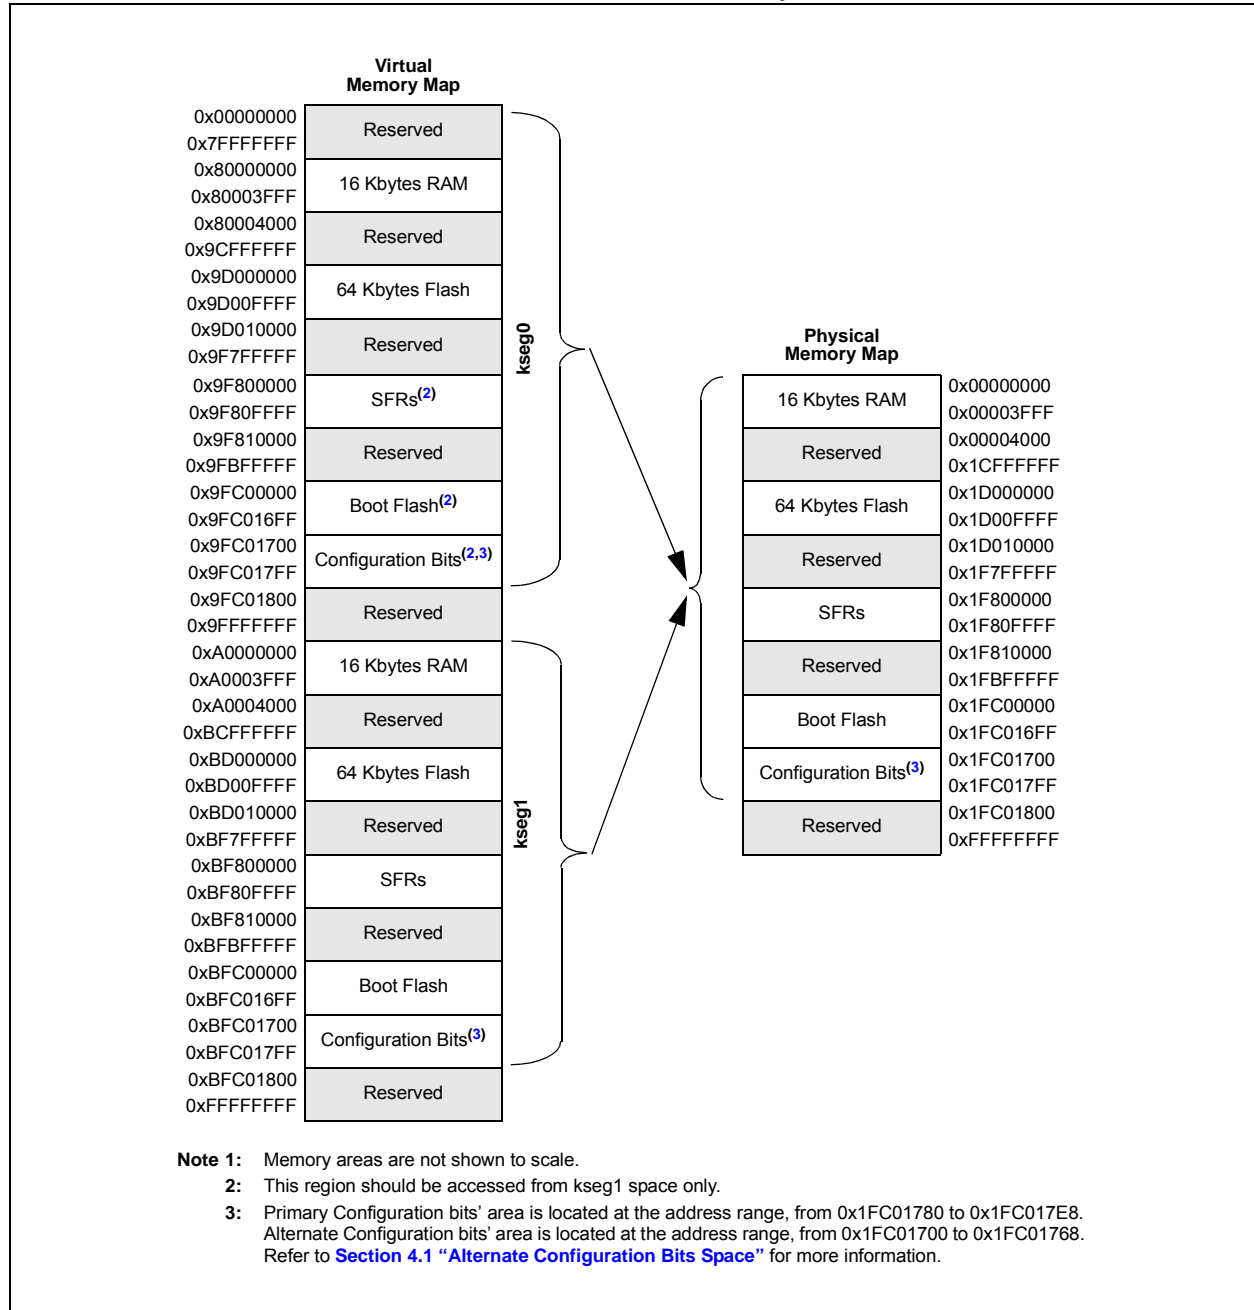 Virtual
Memory Map
0x00000000
Reserved
0x7FFFFFFF
0x80000000
16 Kbytes RAM
0x80003FFF
0x80004000
Reserved
0x9CFFFFFF
0x9D000000
64 Kbytes Flash
0x9D00FFFF
0x9D010000
Reserved
0x9F7FFFFF
0x9F800000
SFRs(2)
0x9F80FFFF
0x9F810000
Reserved
0x9FBFFFFF
0x9FC00000
Boot Flash(2)
0x9FC016FF
0x9FC01700
Configuration Bits(2,3)
0x9FC017FF
0x9FC01800
Reserved
0x9FFFFFFF
0xA0000000
16 Kbytes RAM
0xA0003FFF
0xA0004000
Reserved
0xBCFFFFFF
0xBD000000
64 Kbytes Flash
0xBD00FFFF
0xBD010000
Reserved
0xBF7FFFFF
0xBF800000
SFRs
0xBF80FFFF
0xBF810000
Reserved
0xBFBFFFFF
0xBFC00000
Boot Flash
0xBFC016FF
0xBFC01700
Configuration Bits(3)
0xBFC017FF
0xBFC01800
Reserved
0xFFFFFFFF
kseg0
kseg1
Physical
Memory Map
16 Kbytes RAM
0x00000000
0x00003FFF
Reserved
0x00004000
0x1CFFFFFF
64 Kbytes Flash
0x1D000000
0x1D00FFFF
Reserved
0x1D010000
0x1F7FFFFF
SFRs
0x1F800000
0x1F80FFFF
Reserved
0x1F810000
0x1FBFFFFF
Boot Flash
0x1FC00000
0x1FC016FF
Configuration Bits(3)
0x1FC01700
0x1FC017FF
Reserved
0x1FC01800
0xFFFFFFFF
Note 1: Memory areas are not shown to scale.
2: This region should be accessed from kseg1 space only.
3: Primary Configuration bits’ area is located at the address range, from 0x1FC01780 to 0x1FC017E8.
Alternate Configuration bits’ area is located at the address range, from 0x1FC01700 to 0x1FC01768.
Refer to Section 4.1 “Alternate Configuration Bits Space” for more information.